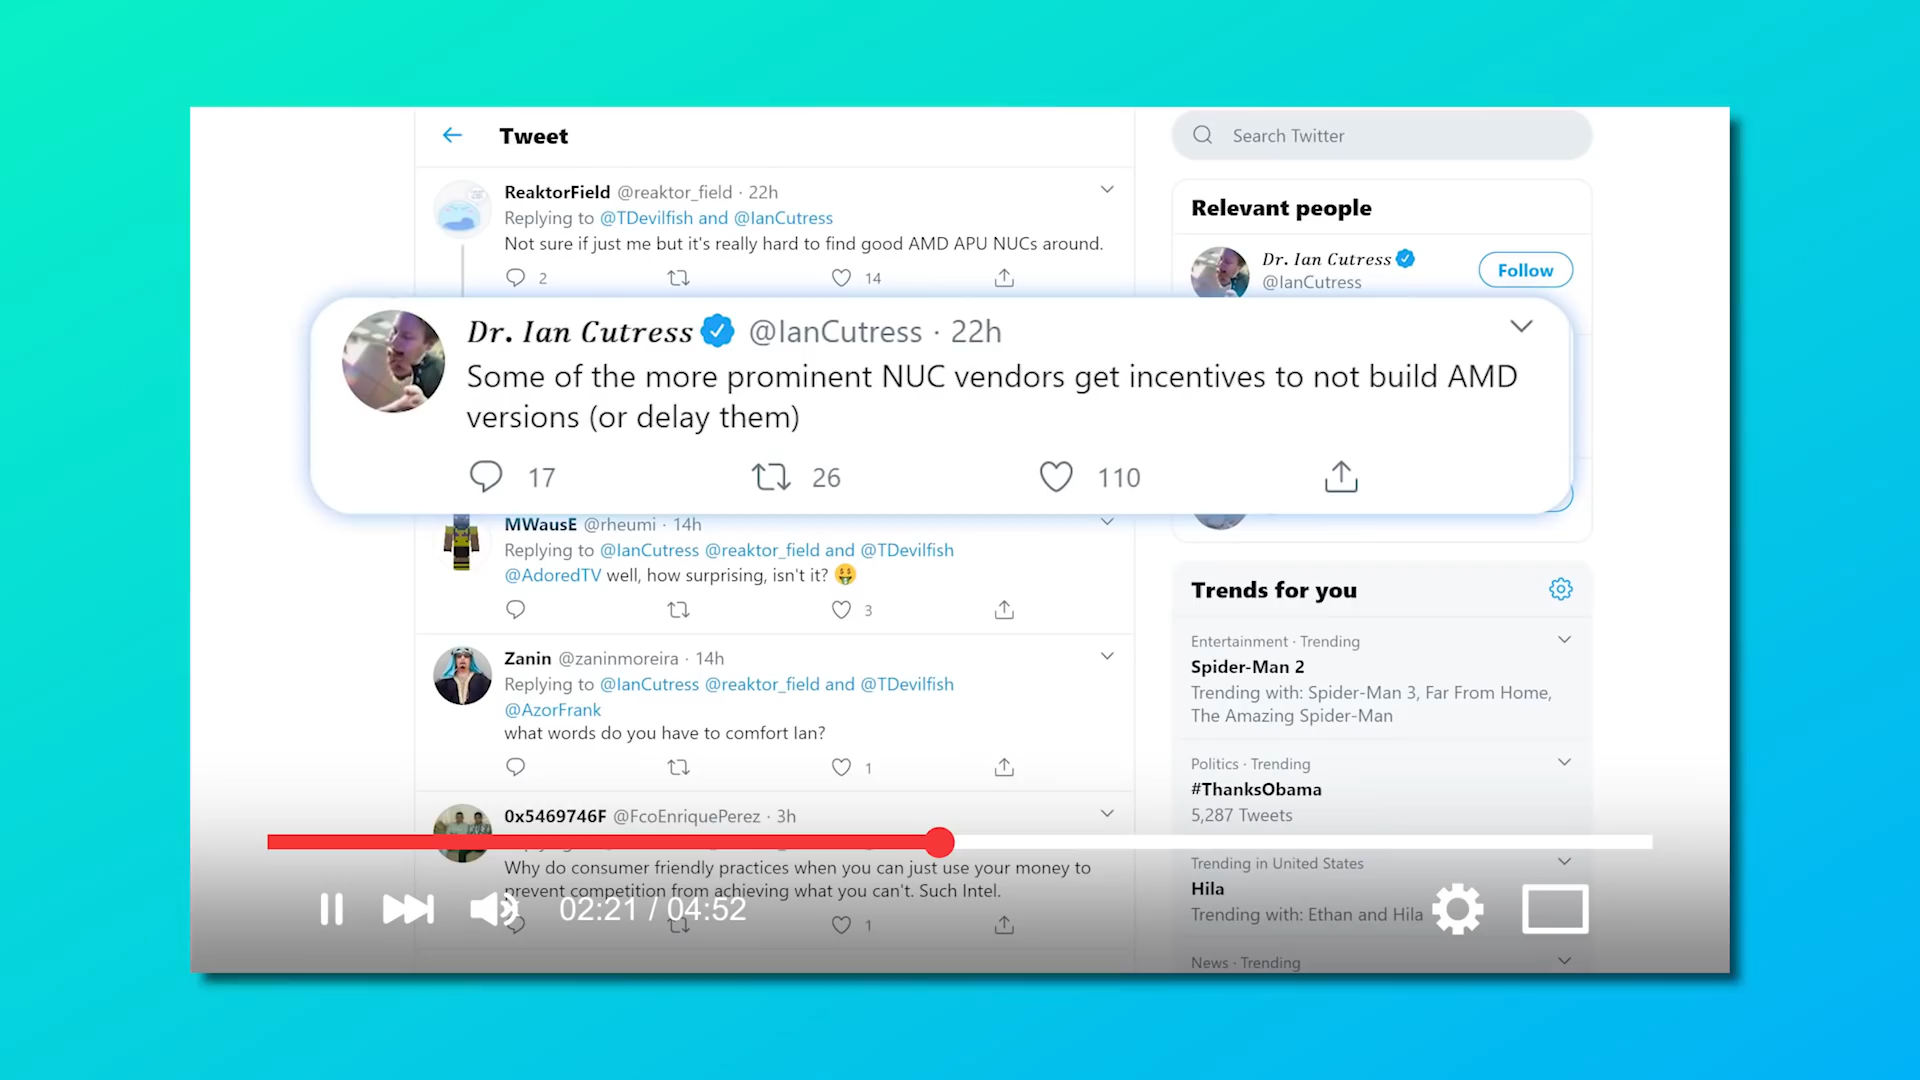 Tweet
Search Twitter
ReaktorField @reaktor_field · 22h
Replying to @TDevilfish and @IanCutress
Not sure if just me but it's really hard to find good AMD APU NUCs around.
2 14
Relevant people
Dr. Ian Cutress
@IanCutress
Follow
Dr. Ian Cutress @IanCutress · 22h
Some of the more prominent NUC vendors get incentives to not build AMD
versions (or delay them)
17 26 110
MWausE @rheumi · 14h
Replying to @IanCutress @reaktor_field and @TDevilfish
@AdoredTV well, how surprising, isn't it?
3
Zanin @zaninmoreira · 14h
Replying to @IanCutress @reaktor_field and @TDevilfish
@AzorFrank
what words do you have to comfort Ian?
1
0x5469746F @FcoEnriquePerez · 3h
Why do consumer friendly practices when you can just use your money to
prevent competition from achieving what you can't. Such Intel.
1
Trends for you
Entertainment · Trending
Spider-Man 2
Trending with: Spider-Man 3, Far From Home,
The Amazing Spider-Man
Politics · Trending
#ThanksObama
5,287 Tweets
Trending in United States
Hila
Trending with: Ethan and Hila
News · Trending
02:21 / 04:52